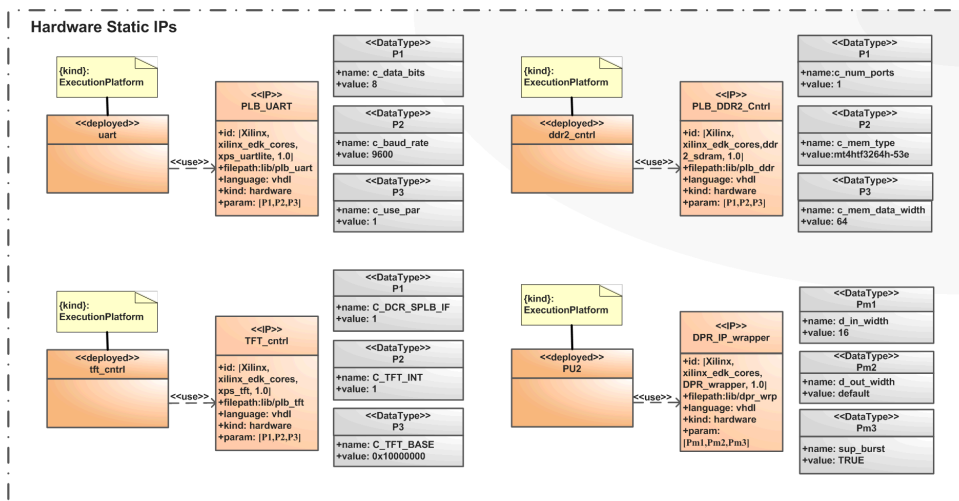 Hardware Static IPs
{kind}:
ExecutionPlatform
<<deployed>>
uart
<<use>>
<<IP>>
PLB_UART
+id: |Xilinx,
xilinx_edk_cores,
xps_uartlite, 1.0|
+filepath:lib/plb_uart
+language: vhdl
+kind: hardware
+param: |P1,P2,P3|
<<DataType>>
P1
+name: c_data_bits
+value: 8
<<DataType>>
P2
+name: c_baud_rate
+value: 9600
<<DataType>>
P3
+name: c_use_par
+value: 1
{kind}:
ExecutionPlatform
<<deployed>>
ddr2_cntrl
<<use>>
<<IP>>
PLB_DDR2_Cntrl
+id: |Xilinx,
xilinx_edk_cores,ddr
2_sdram, 1.0|
+filepath:lib/plb_ddr
+language: vhdl
+kind: hardware
+param: |P1,P2,P3|
<<DataType>>
P1
+name:c_num_ports
+value: 1
<<DataType>>
P2
+name: c_mem_type
+value:mt4htf3264h-53e
<<DataType>>
P3
+name: c_mem_data_width
+value: 64
{kind}:
ExecutionPlatform
<<deployed>>
tft_cntrl
<<use>>
<<IP>>
TFT_cntrl
+id: |Xilinx,
xilinx_edk_cores,
xps_tft, 1.0|
+filepath:lib/plb_tft
+language: vhdl
+kind: hardware
+param: |P1,P2,P3|
<<DataType>>
P1
+name: C_DCR_SPLB_IF
+value: 1
<<DataType>>
P2
+name: C_TFT_INT
+value: 1
<<DataType>>
P3
+name: C_TFT_BASE
+value: 0x10000000
{kind}:
ExecutionPlatform
<<deployed>>
PU2
<<use>>
<<IP>>
DPR_IP_wrapper
+id: |Xilinx,
xilinx_edk_cores,
DPR_wrapper, 1.0|
+filepath:lib/dpr_wrp
+language: vhdl
+kind: hardware
+param:
|Pm1,Pm2,Pm3|
<<DataType>>
Pm1
+name: d_in_width
+value: 16
<<DataType>>
Pm2
+name: d_out_width
+value: default
<<DataType>>
Pm3
+name: sup_burst
+value: TRUE